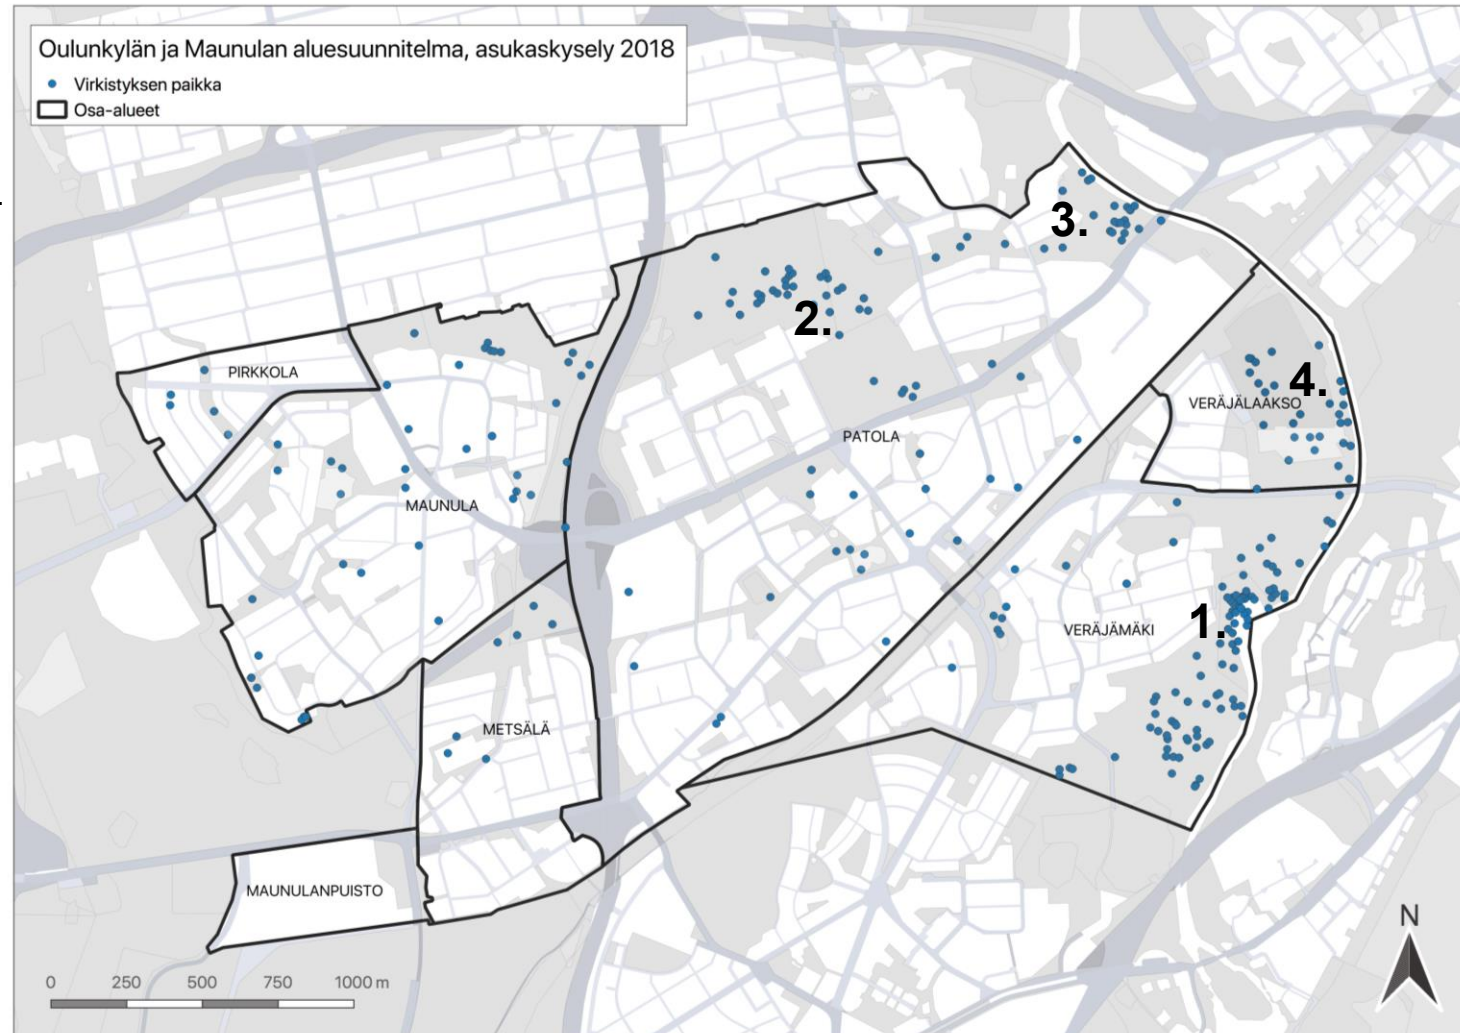 Oulunkylän ja Maunulan aluesuunnitelma, asukaskysely 2018
Virkistyksen paikka
Osa-alueet
3.
2.
PIRKKOLA
4.
VERÄJÄLAAKSO
PATOLA
MAUNULA
1.
VERÄJÄMÄKI
METSÄLÄ
MAUNULANPUISTO
N
0 250 500 750 1000 m